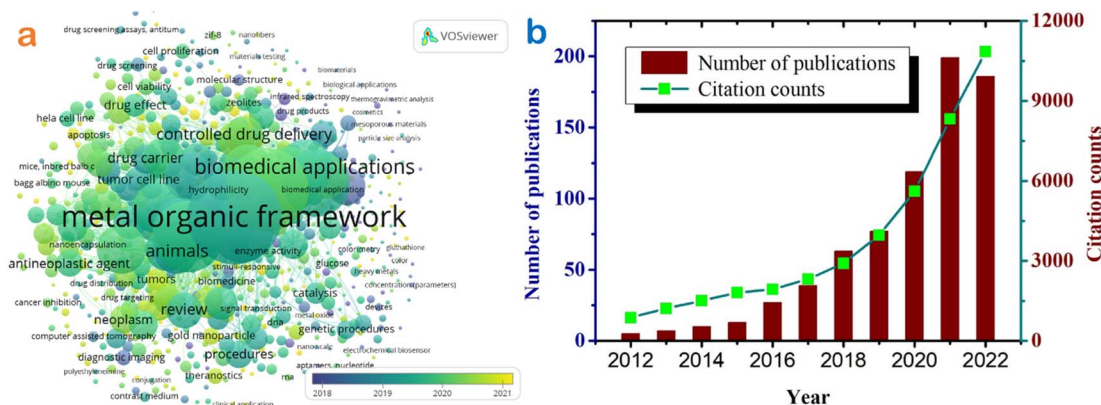 a
VOSviewer
drug screening assays, antitum
zif-8
nanofibers
cell proliferation
materials testing
drug screening
molecular structure
biomaterials
cell viability
biological applications
drug effect
zeolites
infrared spectroscopy
thermogravimetric analysis
hela cell line
drug products
cosmetics
mesoporous materials
apoptosis
controlled drug delivery
particle size analysis
mice, inbred balb c
drug carrier
biomedical applications
bagg albino mouse
tumor cell line
hydrophilicity
biomedical application
metal organic framework
nanoencapsulation
animals
enzyme activity
colorimetry
glutathione
color
antineoplastic agent
stimuli-responsive
glucose
heavy metals
drug distribution
tumors
biomedicine
concentration (parameters)
cancer inhibition
drug targeting
catalysis
review
signal transduction
devices
neoplasm
metal oxide
dna
genetic procedures
computer assisted tomography
gold nanoparticle
diagnostic imaging
procedures
nanoscale
electrochemical biosensor
polyethyleneimine
aptamers, nucleotide
conjugation
theranostics
rna
contrast medium
clinical application
2018 2019 2020 2021
b
Number of publications
Citation counts
Number of publications
0
50
100
150
200
Citation counts
0
3000
6000
9000
12000
2012 2014 2016 2018 2020 2022
Year